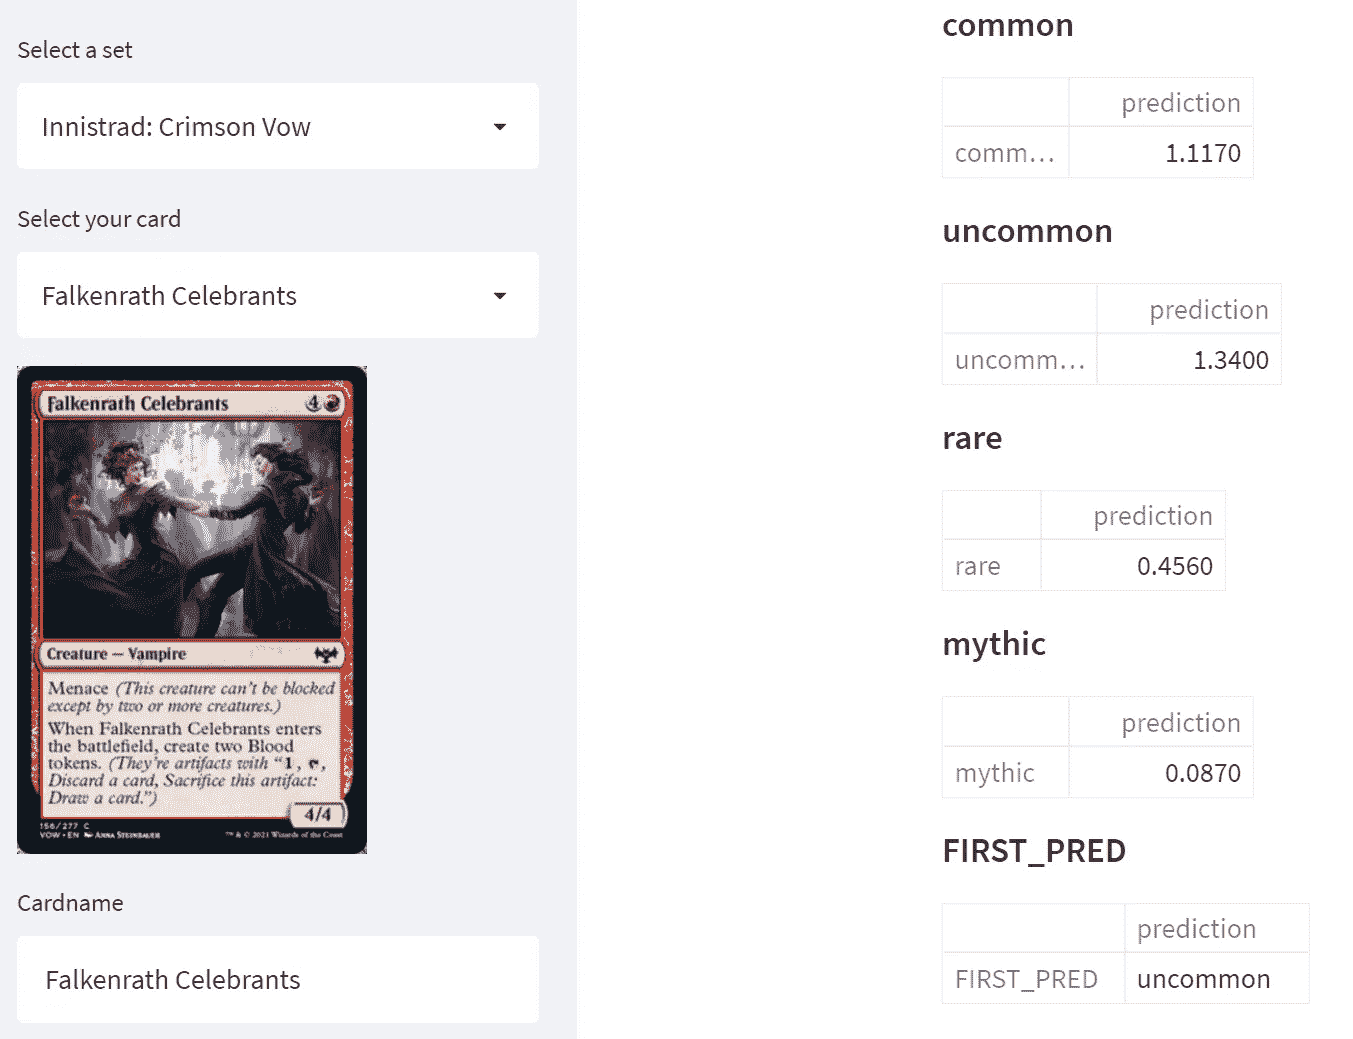 Select a set
Innistrad: Crimson Vow
Select your card
Falkenrath Celebrants
Falkenrath Celebrants 4
Creature — Vampire
Menace (This creature can't be blocked
except by two or more creatures.)
When Falkenrath Celebrants enters
the battlefield, create two Blood
tokens. (They're artifacts with "1, T,
Discard a card, Sacrifice this artifact:
Draw a card.")
4/4
156/277 C
VOW • EN Anna Steinbauer
™ & © 2021 Wizards of the Coast
Cardname
Falkenrath Celebrants
common
prediction
comm... 1.1170
uncommon
prediction
uncomm... 1.3400
rare
prediction
rare 0.4560
mythic
prediction
mythic 0.0870
FIRST_PRED
prediction
FIRST_PRED uncommon